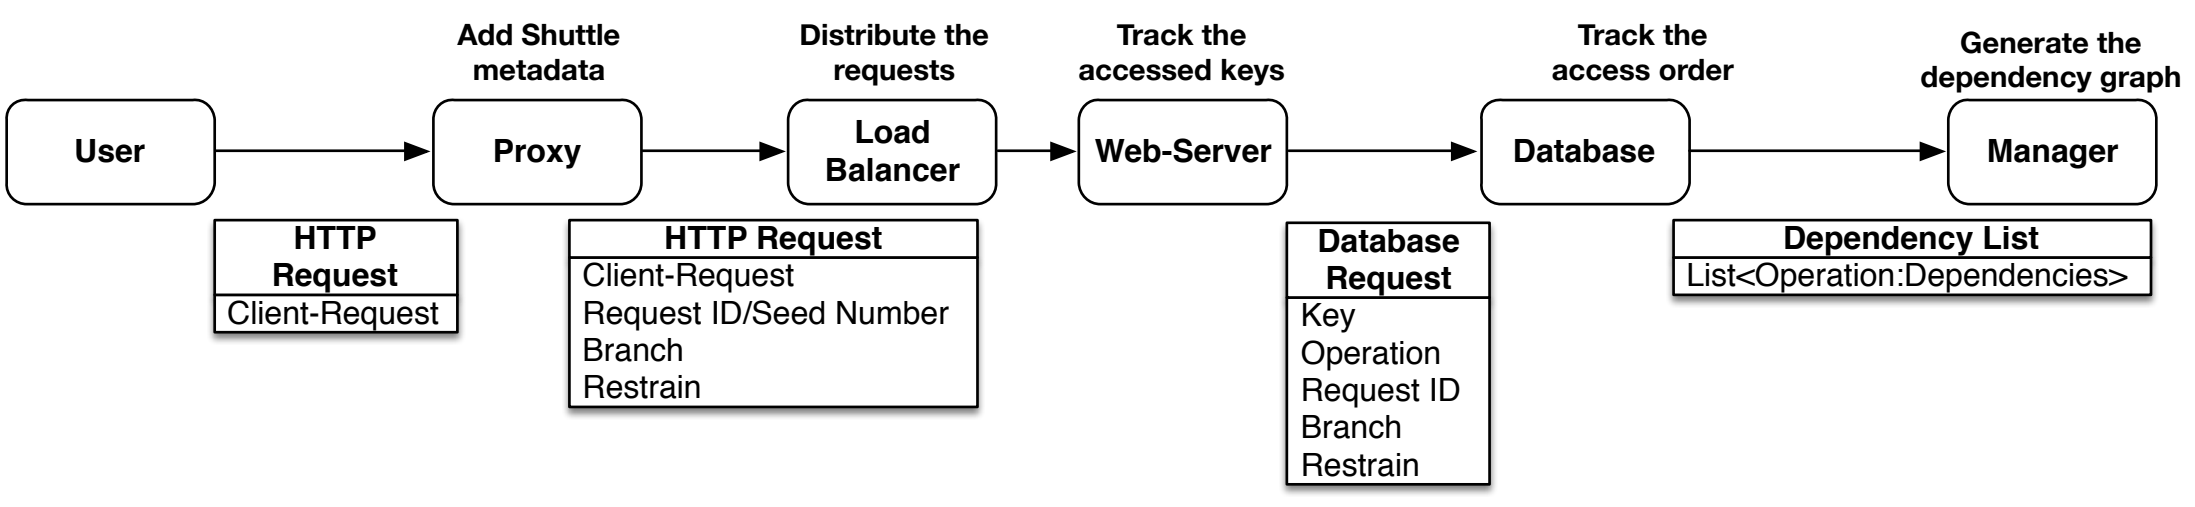 Add Shuttle
metadata
Distribute the
requests
Track the
accessed keys
Track the
access order
Generate the
dependency graph
User
Proxy
Load
Balancer
Web-Server
Database
Manager
HTTP
Request
Client-Request
HTTP Request
Client-Request
Request ID/Seed Number
Branch
Restrain
Database
Request
Key
Operation
Request ID
Branch
Restrain
Dependency List
List<Operation:Dependencies>